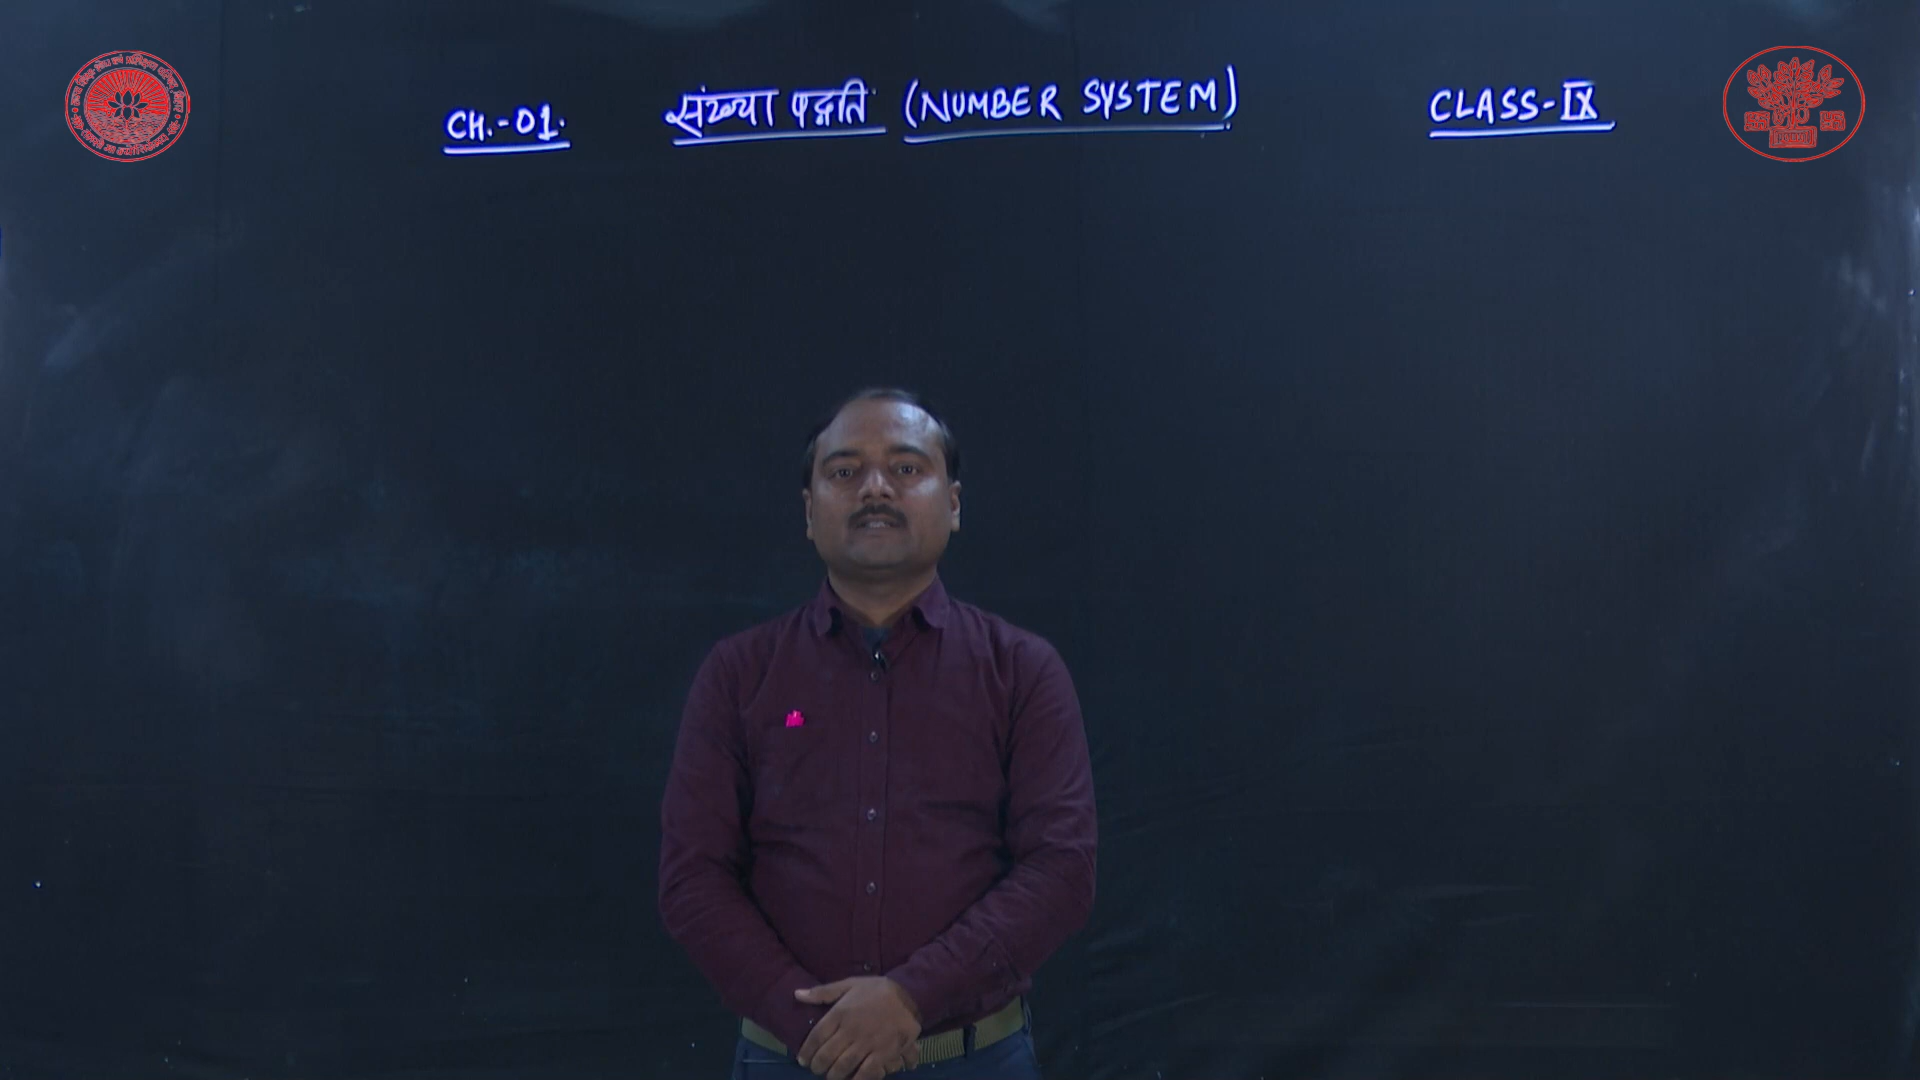 CH.-01. संख्या पद्धति (NUMBER SYSTEM) CLASS-IX